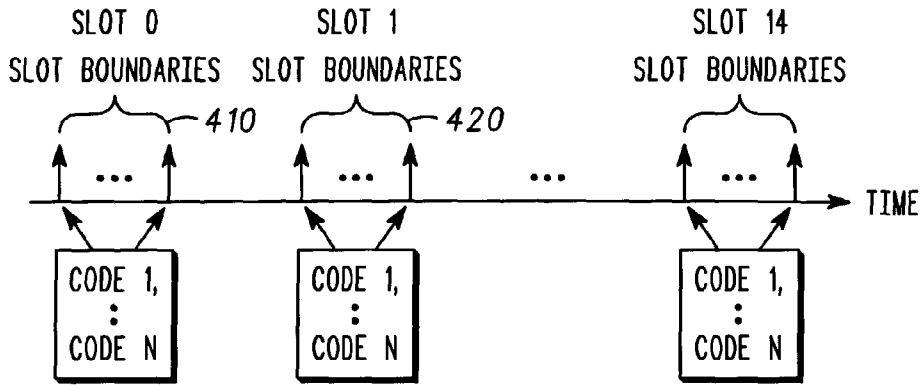 SLOT 0 SLOT 1 SLOT 14
SLOT BOUNDARIES SLOT BOUNDARIES SLOT BOUNDARIES
410 420
... ... ... ...
TIME
CODE 1, CODE 1, CODE 1,
⋮ ⋮ ⋮
CODE N CODE N CODE N